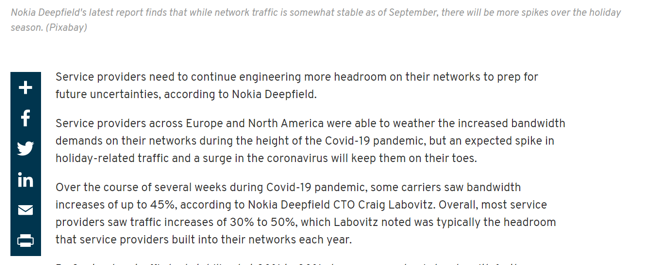 Nokia Deepfield's latest report finds that while network traffic is somewhat stable as of September, there will be more spikes over the holiday
season. (Pixabay)
Service providers need to continue engineering more headroom on their networks to prep for
future uncertainties, according to Nokia Deepfield.
Service providers across Europe and North America were able to weather the increased bandwidth
demands on their networks during the height of the Covid-19 pandemic, but an expected spike in
holiday-related traffic and a surge in the coronavirus will keep them on their toes.
Over the course of several weeks during Covid-19 pandemic, some carriers saw bandwidth
increases of up to 45%, according to Nokia Deepfield CTO Craig Labovitz. Overall, most service
providers saw traffic increases of 30% to 50%, which Labovitz noted was typically the headroom
that service providers built into their networks each year.